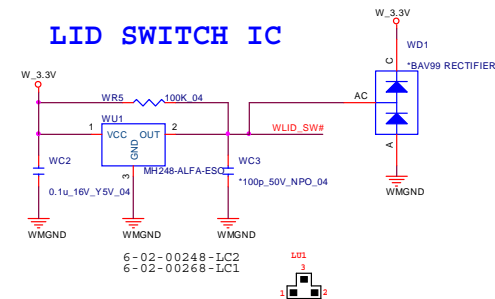 W_3.3V
LID SWITCH IC
WD1
C
*BAV99 RECTIFIER
W_3.3V
AC
WR5
100K_04
WU1
1
VCC
OUT
2
WLID_SW#
GND
A
WC2
MH248-ALFA-ESO
WC3
3
0.1u_16V_Y5V_04
*100p_50V_NPO_04
WMGND
WMGND
WMGND
WMGND
6-02-00248-LC2
6-02-00268-LC1
LU1
3
1
2